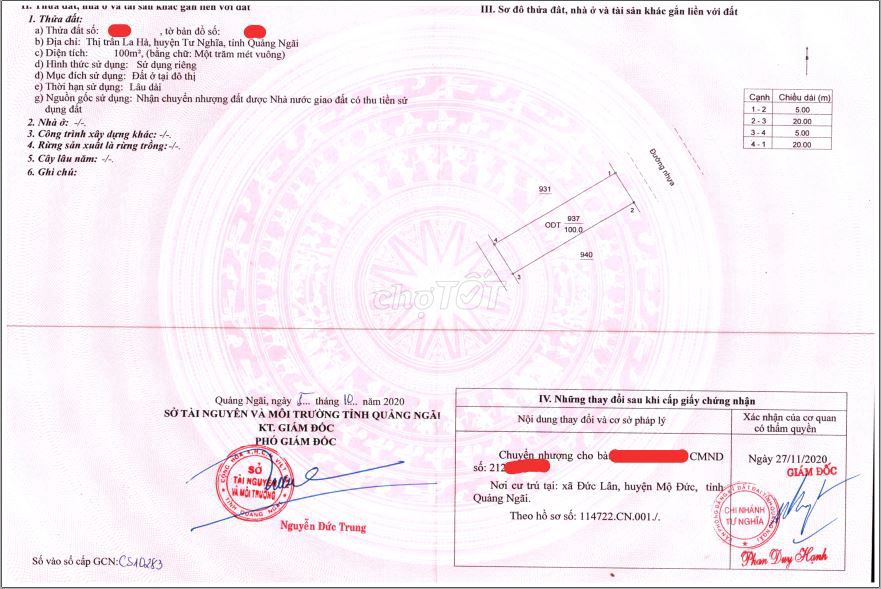 II. Thửa đất, nhà ở và tài sản khác gắn liền với đất
1. Thửa đất:
a) Thửa đất số: , tờ bản đồ số:
b) Địa chỉ: Thị trấn La Hà, huyện Tư Nghĩa, tỉnh Quảng Ngãi
c) Diện tích: 100m², (bằng chữ: Một trăm mét vuông)
d) Hình thức sử dụng: Sử dụng riêng
đ) Mục đích sử dụng: Đất ở tại đô thị
e) Thời hạn sử dụng: Lâu dài
g) Nguồn gốc sử dụng: Nhận chuyển nhượng đất được Nhà nước giao đất có thu tiền sử
dụng đất
2. Nhà ở: -/-.
3. Công trình xây dựng khác: -/-.
4. Rừng sản xuất là rừng trồng:-/-.
5. Cây lâu năm: -/-.
6. Ghi chú:
III. Sơ đồ thửa đất, nhà ở và tài sản khác gắn liền với đất
Cạnh Chiều dài (m)
1 - 2 5.00
2 - 3 20.00
3 - 4 5.00
4 - 1 20.00
Đường nhựa
931
1
2
ODT 937
100.0
4
3
940
chợTỐT
Quảng Ngãi, ngày 5... tháng 10... năm 2020
SỞ TÀI NGUYÊN VÀ MÔI TRƯỜNG TỈNH QUẢNG NGÃI
KT. GIÁM ĐỐC
PHÓ GIÁM ĐỐC
SỞ
TÀI NGUYÊN
VÀ MÔI TRƯỜNG
TỈNH QUẢNG NGÃI
Nguyễn Đức Trung
Số vào sổ cấp GCN: CS10283
IV. Những thay đổi sau khi cấp giấy chứng nhận
Nội dung thay đổi và cơ sở pháp lý
Xác nhận của cơ quan
có thẩm quyền
Chuyển nhượng cho bà CMND
số: 212
Nơi cư trú tại: xã Đức Lân, huyện Mộ Đức, tỉnh
Quảng Ngãi.
Theo hồ sơ số: 114722.CN.001./.
Ngày 27/11/2020
GIÁM ĐỐC
CHI NHÁNH
TƯ NGHĨA
Phan Duy Hạnh